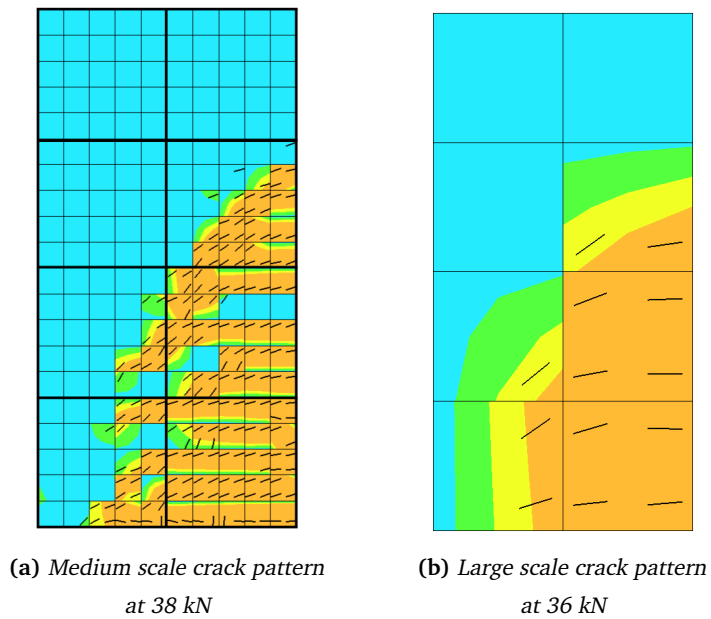 (a) Medium scale crack pattern
at 38 kN
(b) Large scale crack pattern
at 36 kN